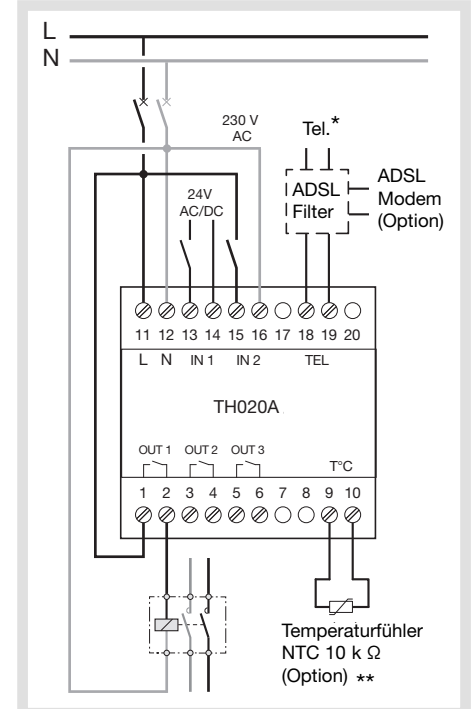 L
N
230 V
AC
Tel.*
24V
AC/DC
ADSL
Filter
ADSL
Modem
(Option)
11 12 13 14 15 16 17 18 19 20
L N IN 1 IN 2 TEL
TH020A
OUT 1 OUT 2 OUT 3
T°C
1 2 3 4 5 6 7 8 9 10
Temperaturfühler
NTC 10 k Ω
(Option) **